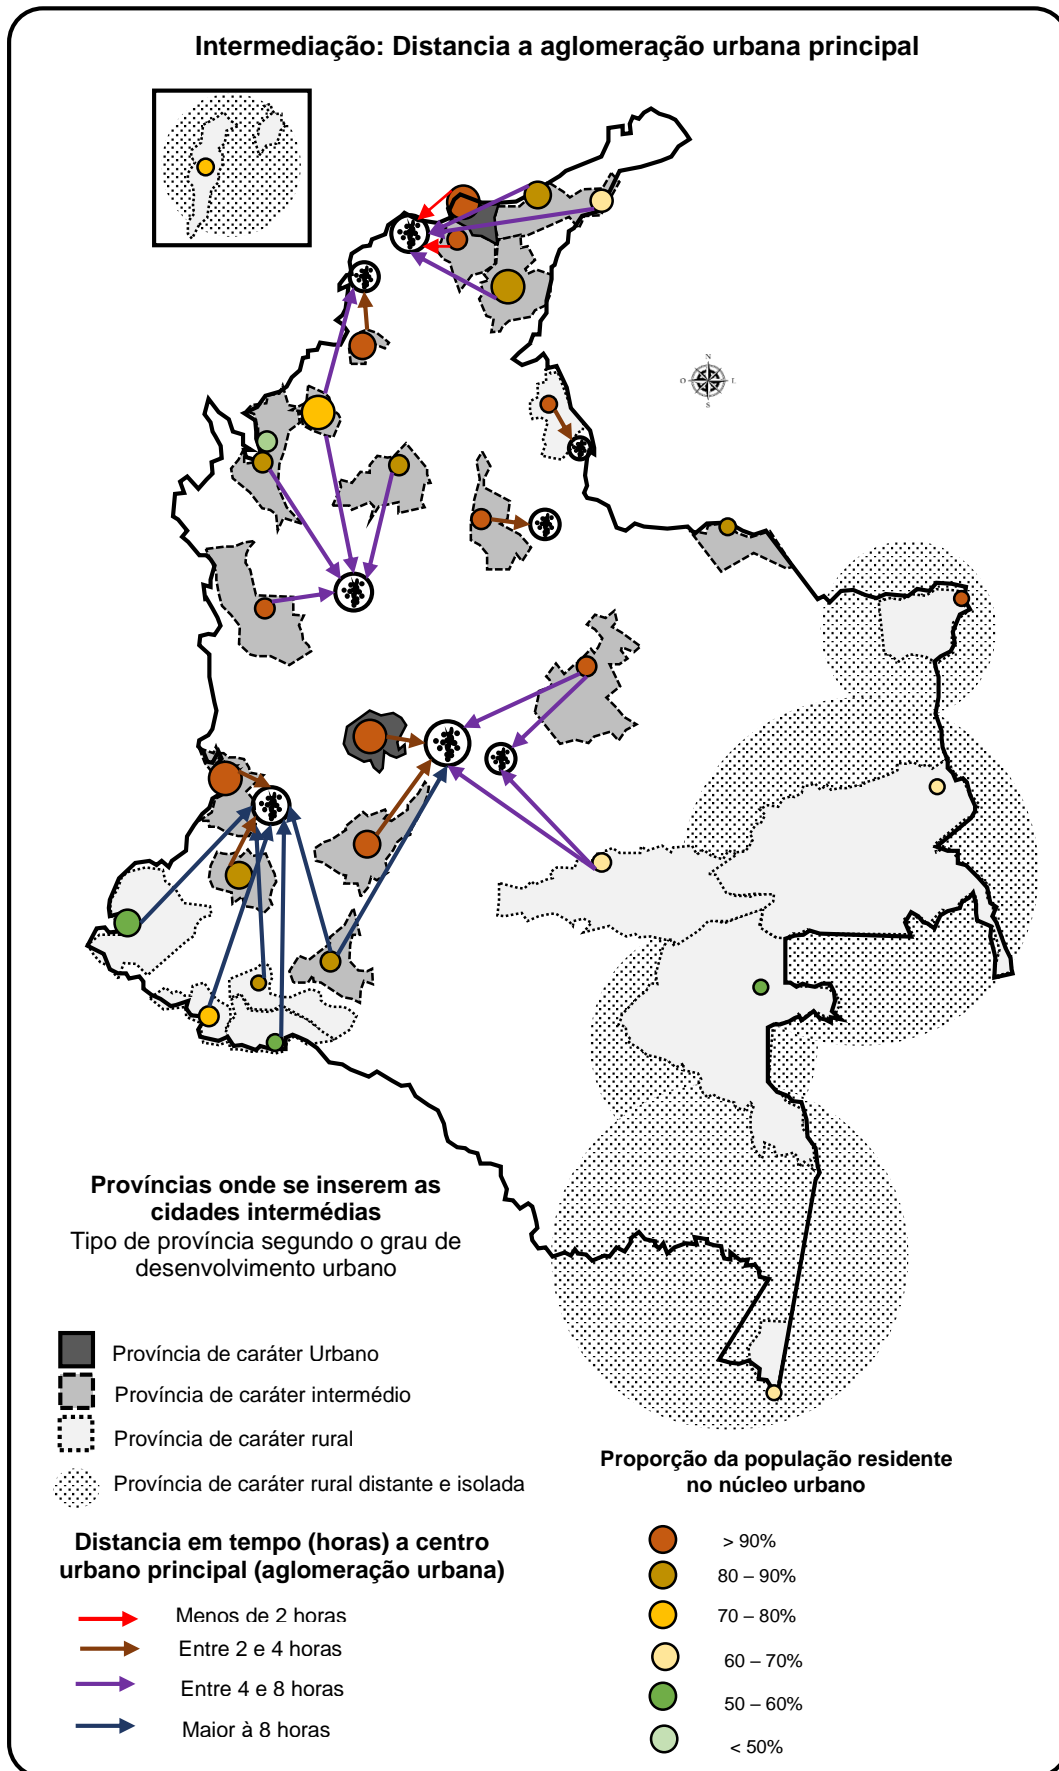 Intermediação: Distancia a aglomeração urbana principal
N
O
L
S
Províncias onde se inserem as
cidades intermédias
Tipo de província segundo o grau de
desenvolvimento urbano
Província de caráter Urbano
Província de caráter intermédio
Província de caráter rural
Província de caráter rural distante e isolada
Distancia em tempo (horas) a centro
urbano principal (aglomeração urbana)
Menos de 2 horas
Entre 2 e 4 horas
Entre 4 e 8 horas
Maior à 8 horas
Proporção da população residente
no núcleo urbano
> 90%
80 – 90%
70 – 80%
60 – 70%
50 – 60%
< 50%